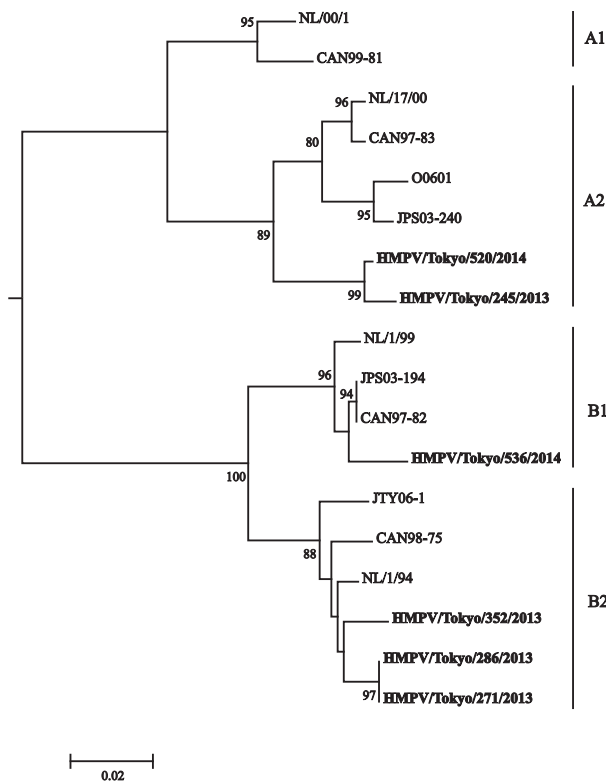 95
NL/00/1
CAN99-81
A1
96
NL/17/00
CAN97-83
80
O0601
95
JPS03-240
A2
89
HMPV/Tokyo/520/2014
99
HMPV/Tokyo/245/2013
NL/1/99
96
JPS03-194
94
CAN97-82
B1
HMPV/Tokyo/536/2014
100
JTY06-1
CAN98-75
88
NL/1/94
B2
HMPV/Tokyo/352/2013
HMPV/Tokyo/286/2013
97
HMPV/Tokyo/271/2013
0.02